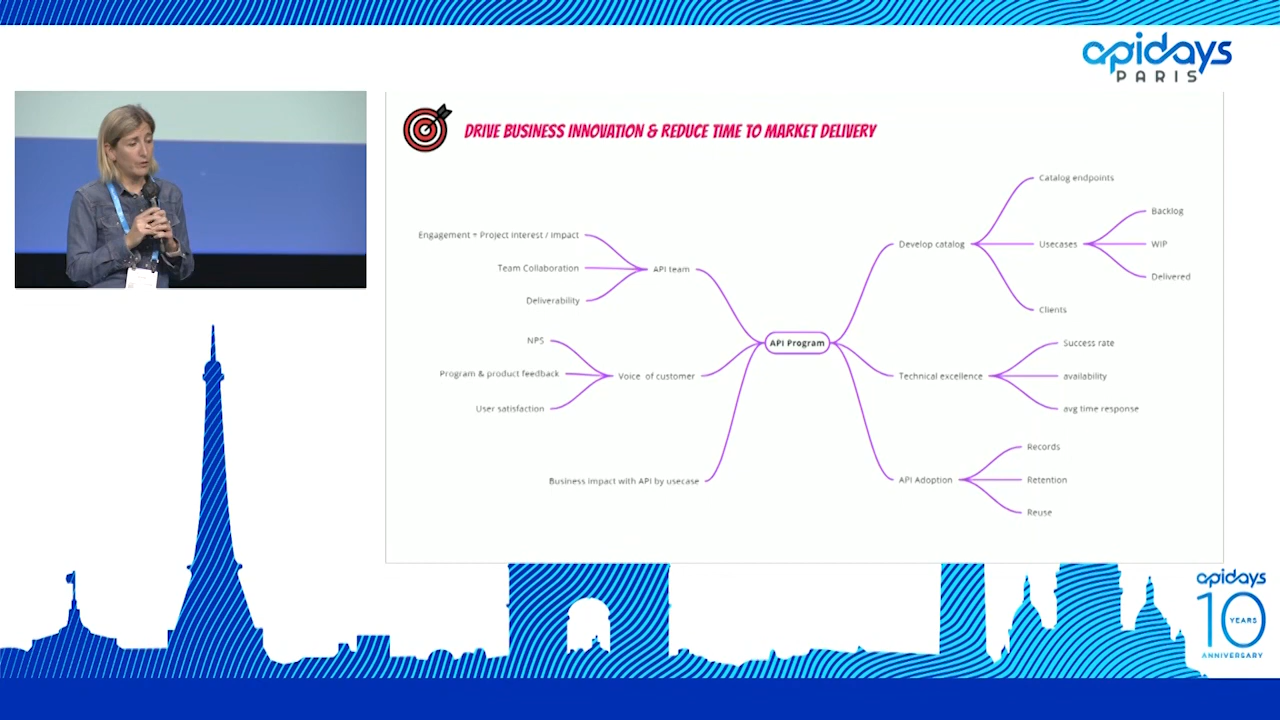 apidays
PARIS
DRIVE BUSINESS INNOVATION & REDUCE TIME TO MARKET DELIVERY
Engagement = Project Interest / Impact
Team Collaboration
Deliverability
API team
NPS
Program & product feedback
User satisfaction
Voice of customer
Business impact with API by usecase
API Program
Develop catalog
Catalog endpoints
Usecases
Backlog
WIP
Delivered
Clients
Technical excellence
Success rate
availability
avg time response
API Adoption
Records
Retention
Reuse
apidays
10
YEARS
ANNIVERSARY